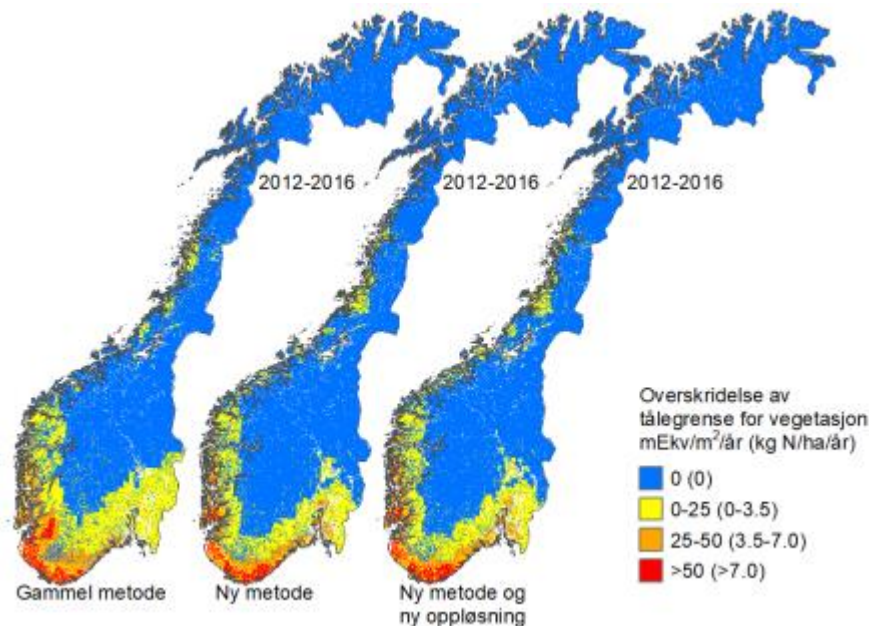 2012-2016
2012-2016
2012-2016
Overskridelse av
tålegrense for vegetasjon
mEkv/m²/år (kg N/ha/år)
0 (0)
0-25 (0-3.5)
25-50 (3.5-7.0)
>50 (>7.0)
Gammel metode
Ny metode
Ny metode og
ny oppløsning